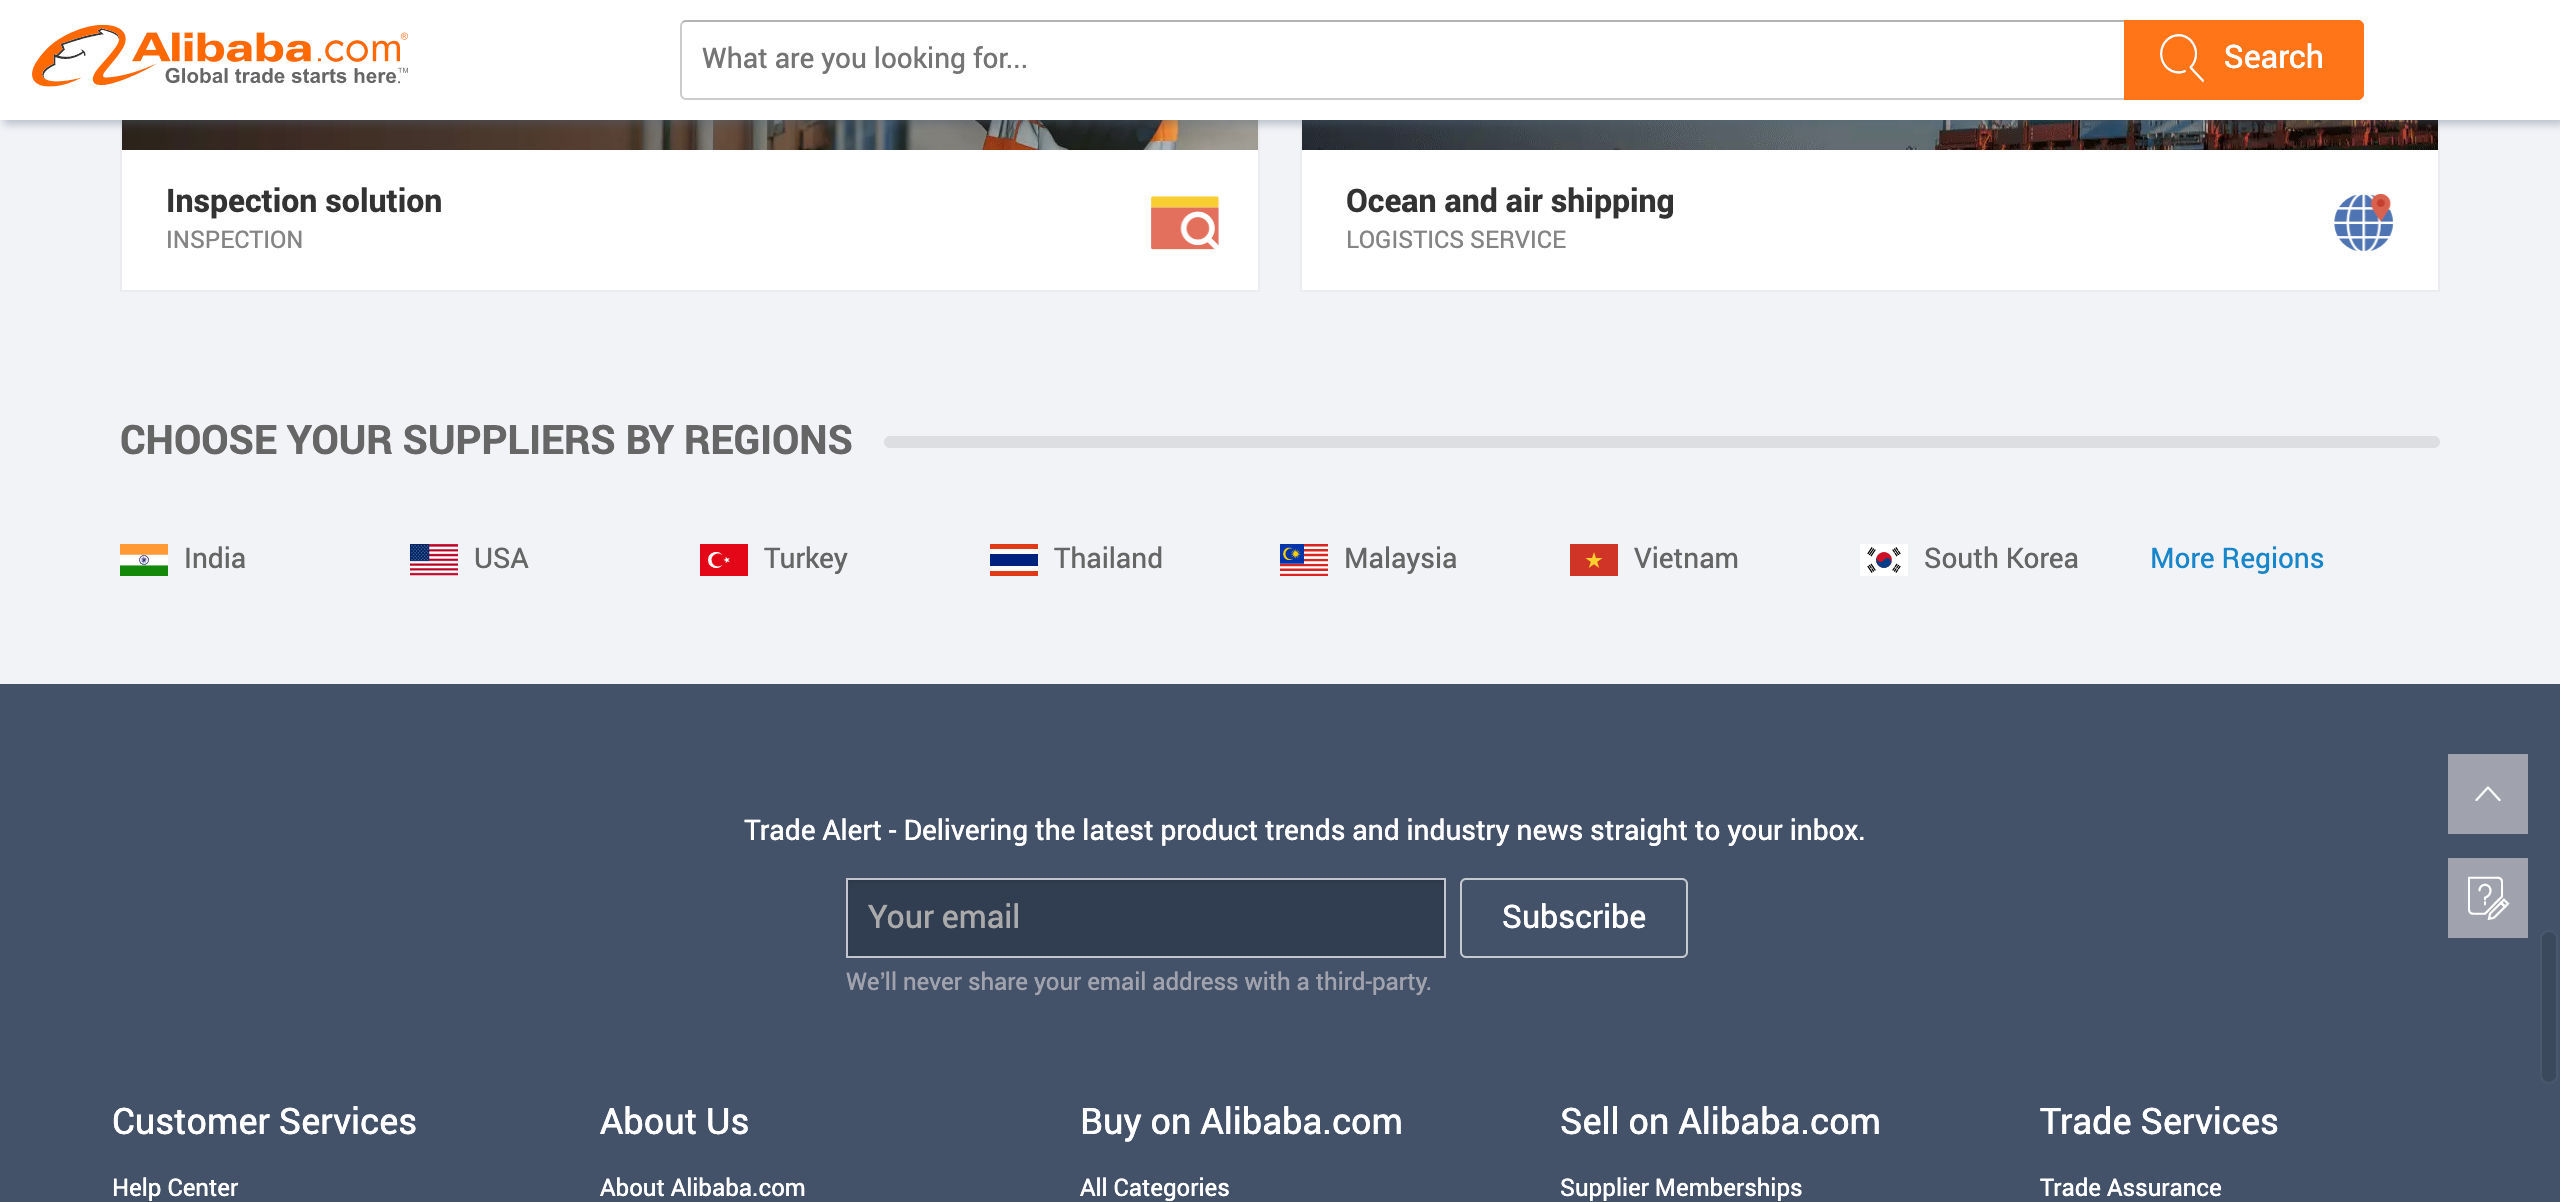 Alibaba.com®
Global trade starts here.™
What are you looking for...
Search
Inspection solution
INSPECTION
Ocean and air shipping
LOGISTICS SERVICE
CHOOSE YOUR SUPPLIERS BY REGIONS
India
USA
Turkey
Thailand
Malaysia
Vietnam
South Korea
More Regions
Trade Alert - Delivering the latest product trends and industry news straight to your inbox.
Your email
Subscribe
We’ll never share your email address with a third-party.
Customer Services
Help Center
About Us
About Alibaba.com
Buy on Alibaba.com
All Categories
Sell on Alibaba.com
Supplier Memberships
Trade Services
Trade Assurance